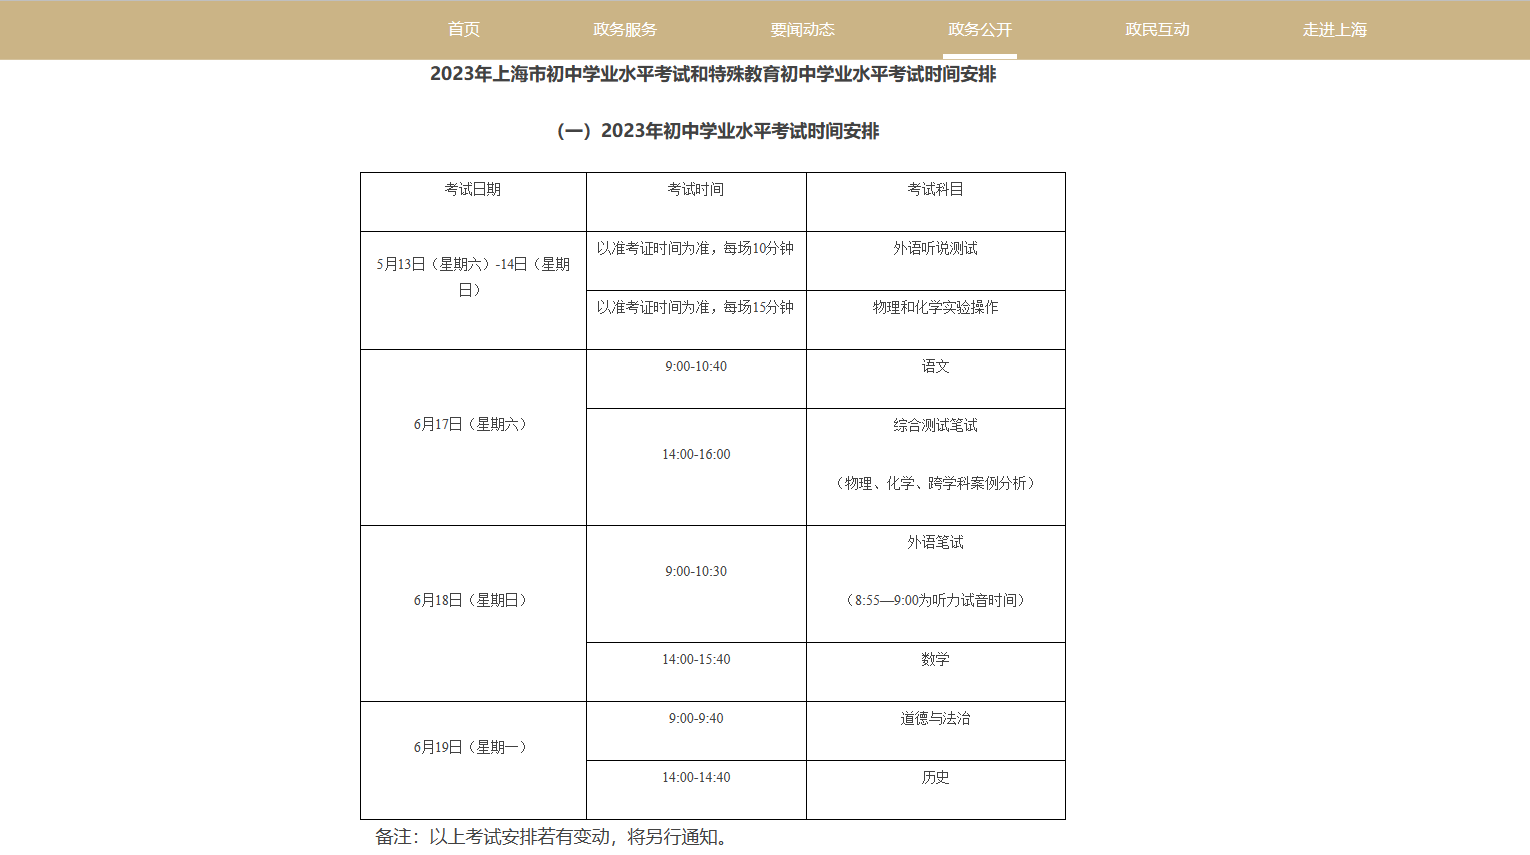 首页 政务服务 要闻动态 政务公开 政民互动 走进上海
2023年上海市初中学业水平考试和特殊教育初中学业水平考试时间安排
（一）2023年初中学业水平考试时间安排
考试日期 考试时间 考试科目
5月13日（星期六）-14日（星期
日）
以准考证时间为准，每场10分钟 外语听说测试
以准考证时间为准，每场15分钟 物理和化学实验操作
6月17日（星期六）
9:00-10:40 语文
14:00-16:00
综合测试笔试
（物理、化学、跨学科案例分析）
6月18日（星期日）
9:00-10:30
外语笔试
（8:55—9:00为听力试音时间）
14:00-15:40 数学
6月19日（星期一）
9:00-9:40 道德与法治
14:00-14:40 历史
备注：以上考试安排若有变动，将另行通知。